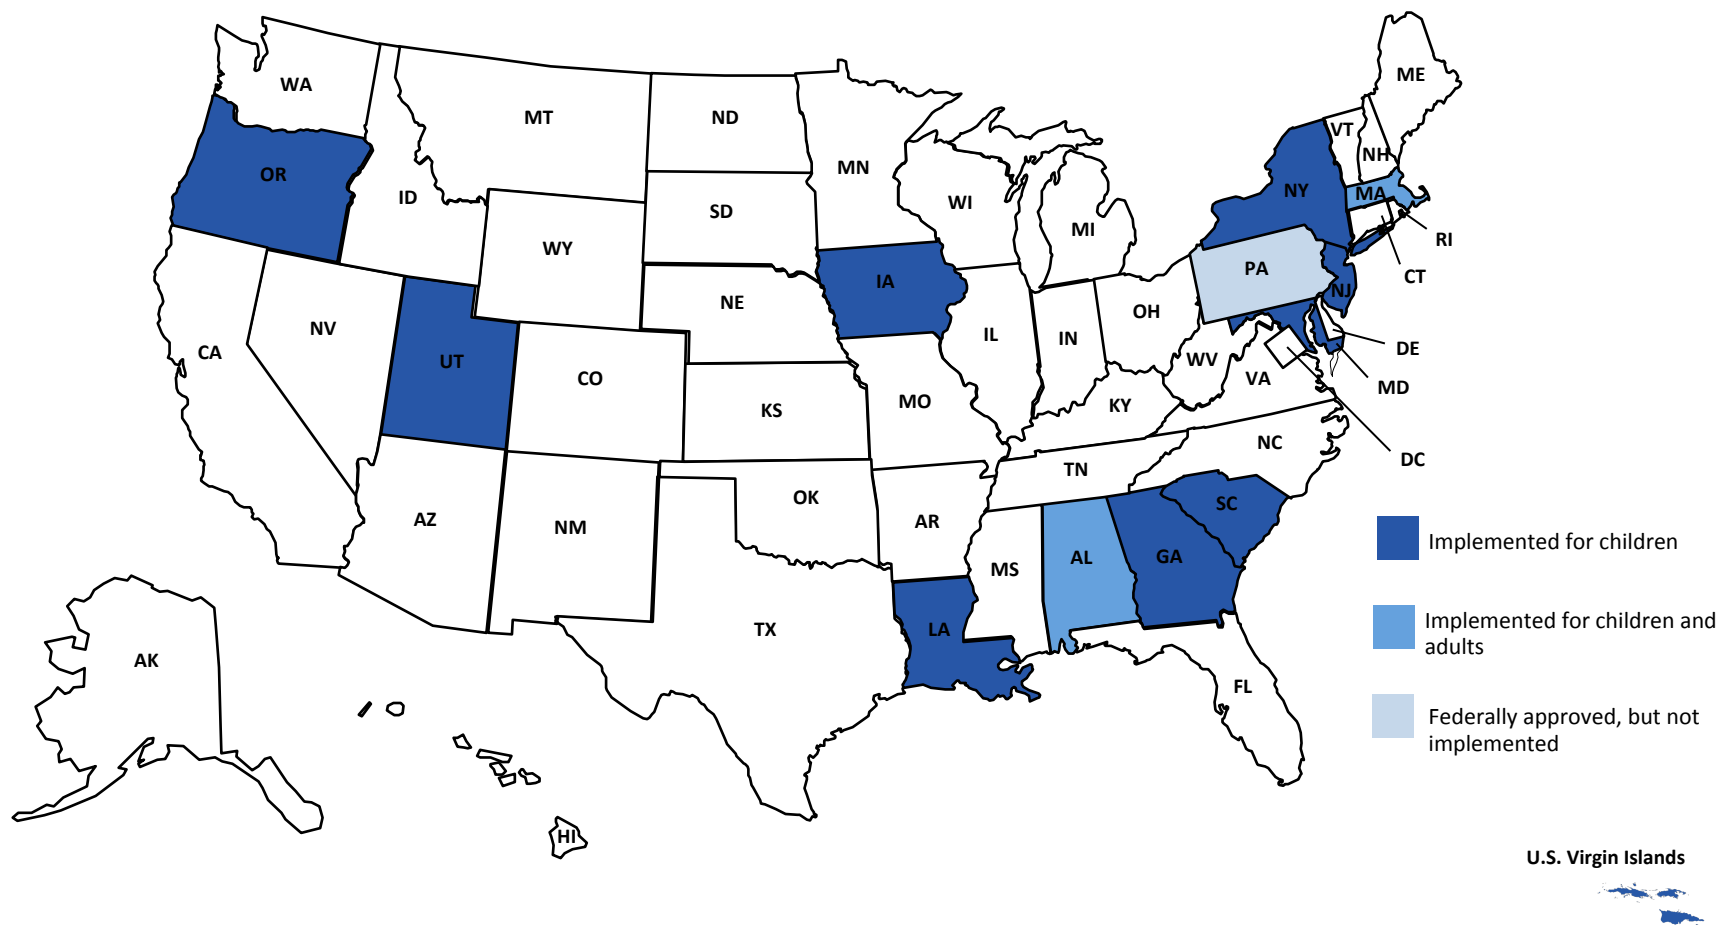 WA
MT
ND
MN
OR
ID
SD
WI
MI
ME
VT
NH
NY
MA
RI
CT
WY
IA
PA
NJ
NE
NV
UT
CA
CO
IL
IN
OH
WV
VA
DE
MD
KS
MO
KY
DC
NC
TN
OK
AR
AZ
NM
SC
MS
AL
GA
TX
LA
FL
AK
HI
Implemented for children
Implemented for children and
adults
Federally approved, but not
implemented
U.S. Virgin Islands